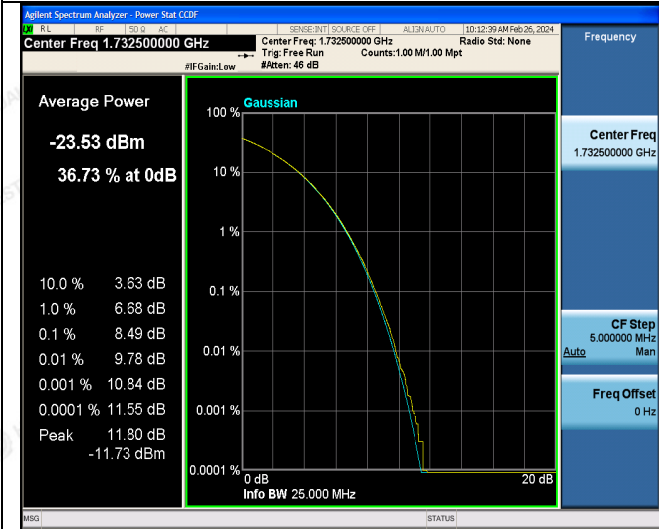 Agilent Spectrum Analyzer - Power Stat CCDF
LXI RL RF 50 Ω AC SENSE:INT SOURCE OFF ALIGN AUTO 10:12:39 AM Feb 26, 2024
Center Freq 1.732500000 GHz
Center Freq: 1.732500000 GHz Radio Std: None
Trig: Free Run Counts:1.00 M/1.00 Mpt
#IFGain:Low #Atten: 46 dB
Frequency
Average Power
-23.53 dBm
36.73 % at 0dB
10.0 % 3.63 dB
1.0 % 6.68 dB
0.1 % 8.49 dB
0.01 % 9.78 dB
0.001 % 10.84 dB
0.0001 % 11.55 dB
Peak 11.80 dB
-11.73 dBm
Gaussian
100 %
10 %
1 %
0.1 %
0.01 %
0.001 %
0.0001 %
0 dB 20 dB
Info BW 25.000 MHz
Center Freq
1.732500000 GHz
CF Step
5.000000 MHz
Auto Man
Freq Offset
0 Hz
MSG STATUS